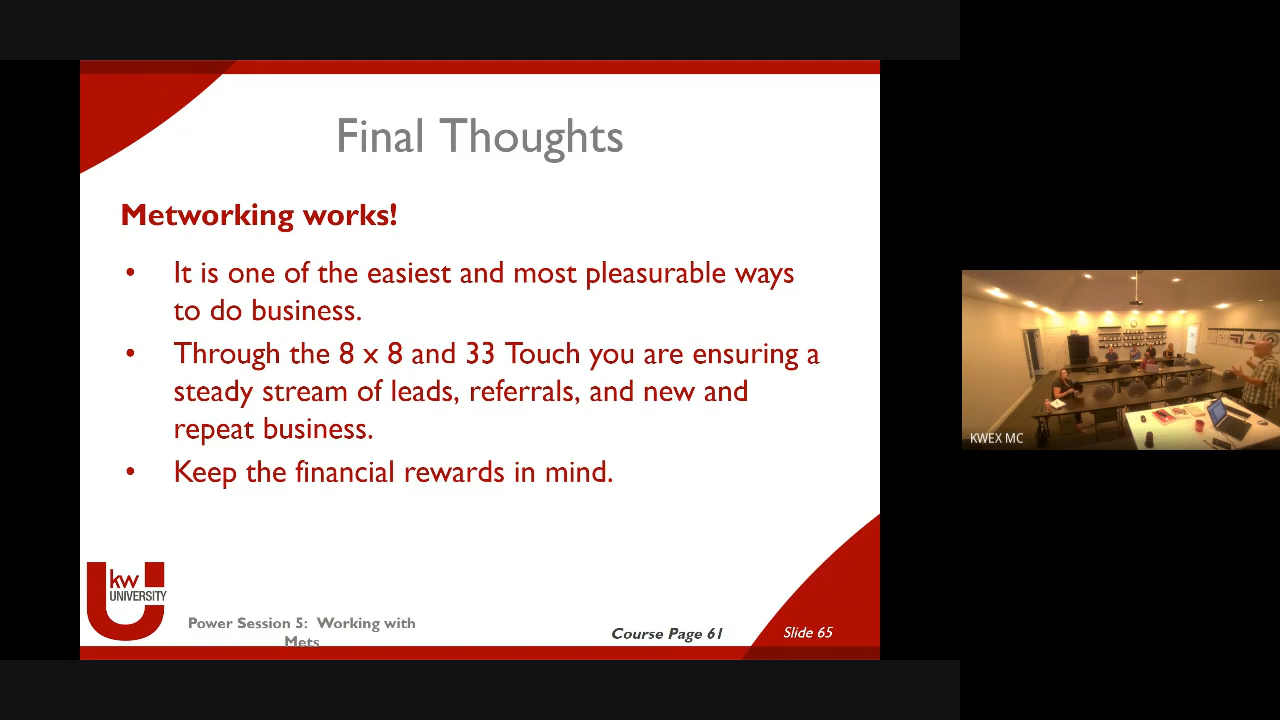 Final Thoughts
Metworking works!
• It is one of the easiest and most pleasurable ways
to do business.
• Through the 8 x 8 and 33 Touch you are ensuring a
steady stream of leads, referrals, and new and
repeat business.
• Keep the financial rewards in mind.
kw
UNIVERSITY
Power Session 5: Working with
Mets
Course Page 61
Slide 65
KWEX MC